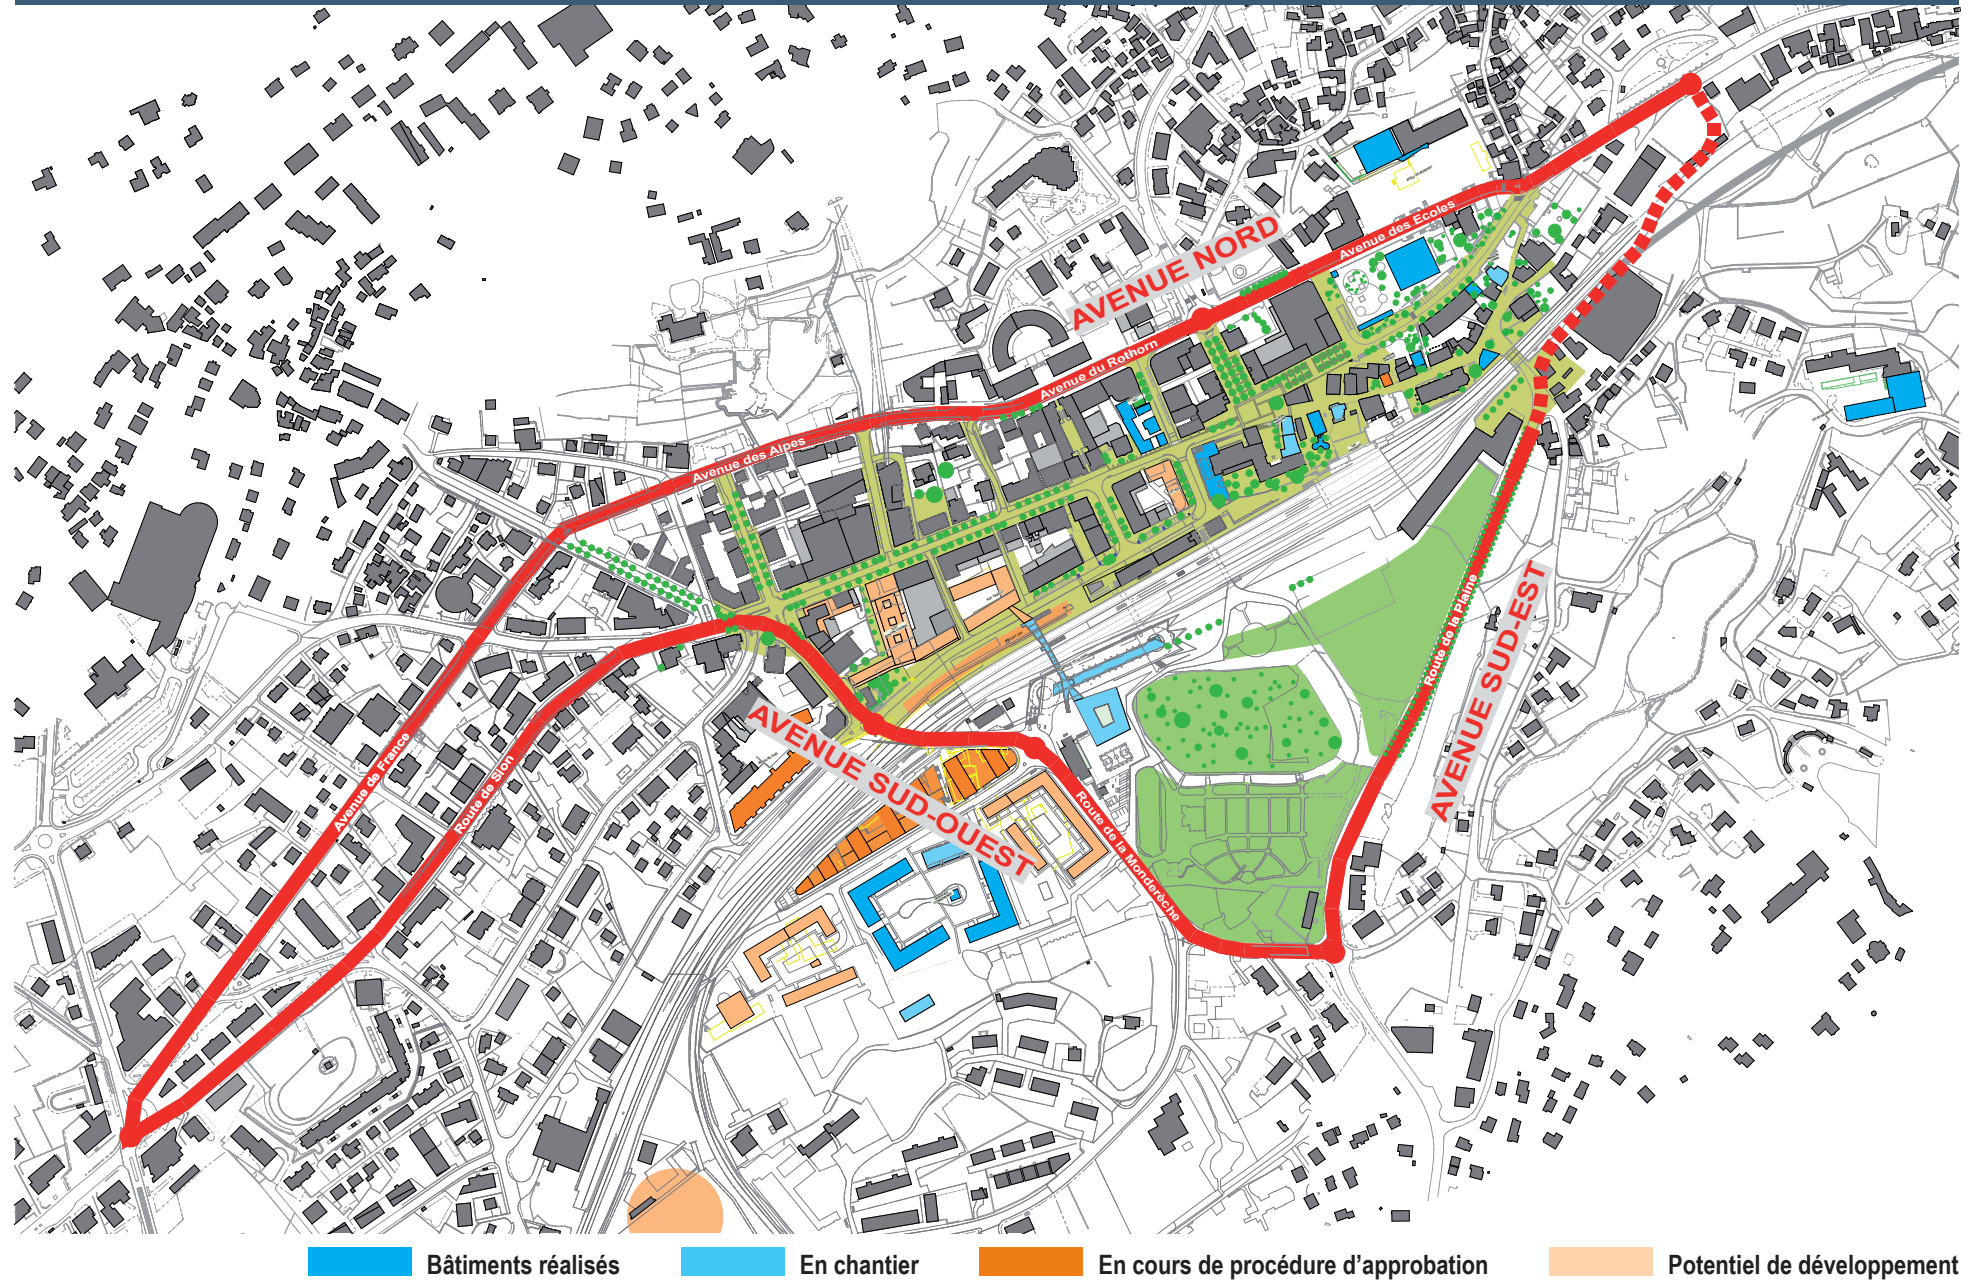 AVENUE NORD
Avenue des Ecoles
Avenue du Rothorn
Avenue des Alpes
Avenue de France
Route de Sion
AVENUE SUD-OUEST
Route de la Monderèche
Route de la Plaine
AVENUE SUD-EST
Bâtiments réalisés
En chantier
En cours de procédure d'approbation
Potentiel de développement